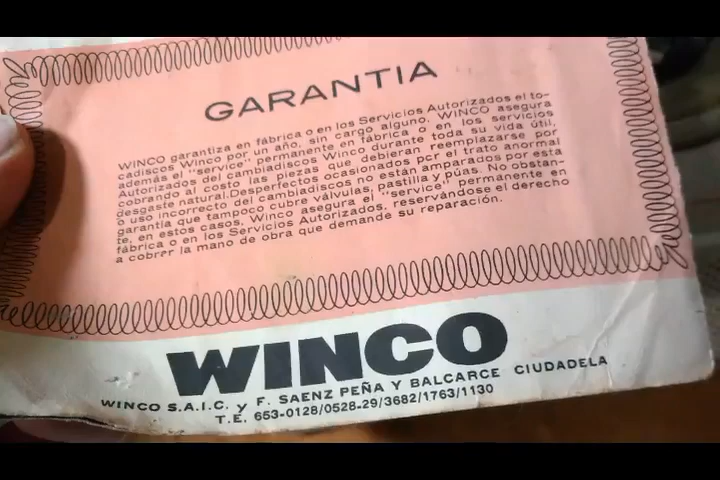 GARANTIA
WINCO garantiza en fábrica o en los Servicios Autorizados el to-
cadiscos Winco por un año, sin cargo alguno. WINCO asegura
además el "service" permanente en fábrica o en los servicios
Autorizados del cambiadiscos Winco durante toda su vida útil,
cobrando al costo las piezas que debieran reemplazarse por
desgaste natural. Desperfectos ocasionados por el trato anormal
o uso incorrecto del cambiadiscos no están amparados por esta
garantía que tampoco cubre válvulas, pastilla y púas. No obstan-
te, en estos casos, Winco asegura el "service" permanente en
fábrica o en los Servicios Autorizados, reservándose el derecho
a cobrar la mano de obra que demande su reparación.
WINCO
WINCO S.A.I.C. y F. SAENZ PEÑA Y BALCARCE CIUDADELA
T.E. 653-0128/0528-29/3682/1763/1130